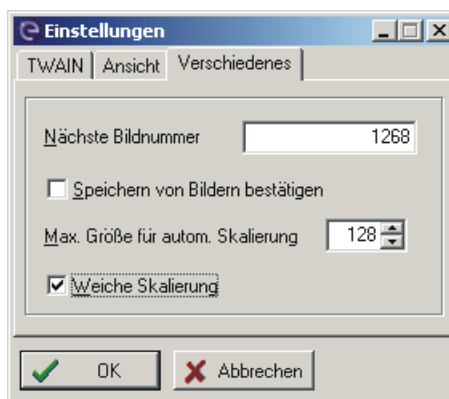 Einstellungen
TWAIN Ansicht Verschiedenes
Nächste Bildnummer 1268
Speichern von Bildern bestätigen
Max. Größe für autom. Skalierung 128
Weiche Skalierung
OK Abbrechen